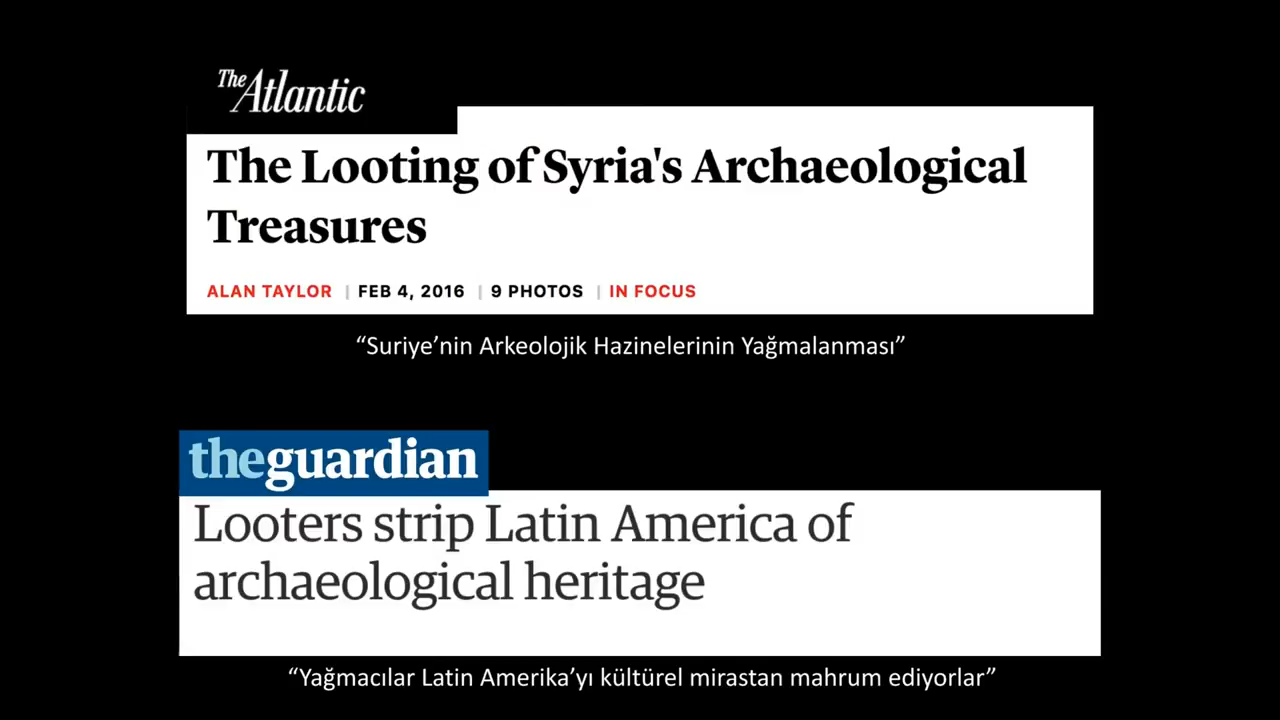 The Atlantic
The Looting of Syria's Archaeological
Treasures
ALAN TAYLOR | FEB 4, 2016 | 9 PHOTOS | IN FOCUS
“Suriye’nin Arkeolojik Hazinelerinin Yağmalanması”
theguardian
Looters strip Latin America of
archaeological heritage
“Yağmacılar Latin Amerika’yı kültürel mirastan mahrum ediyorlar”